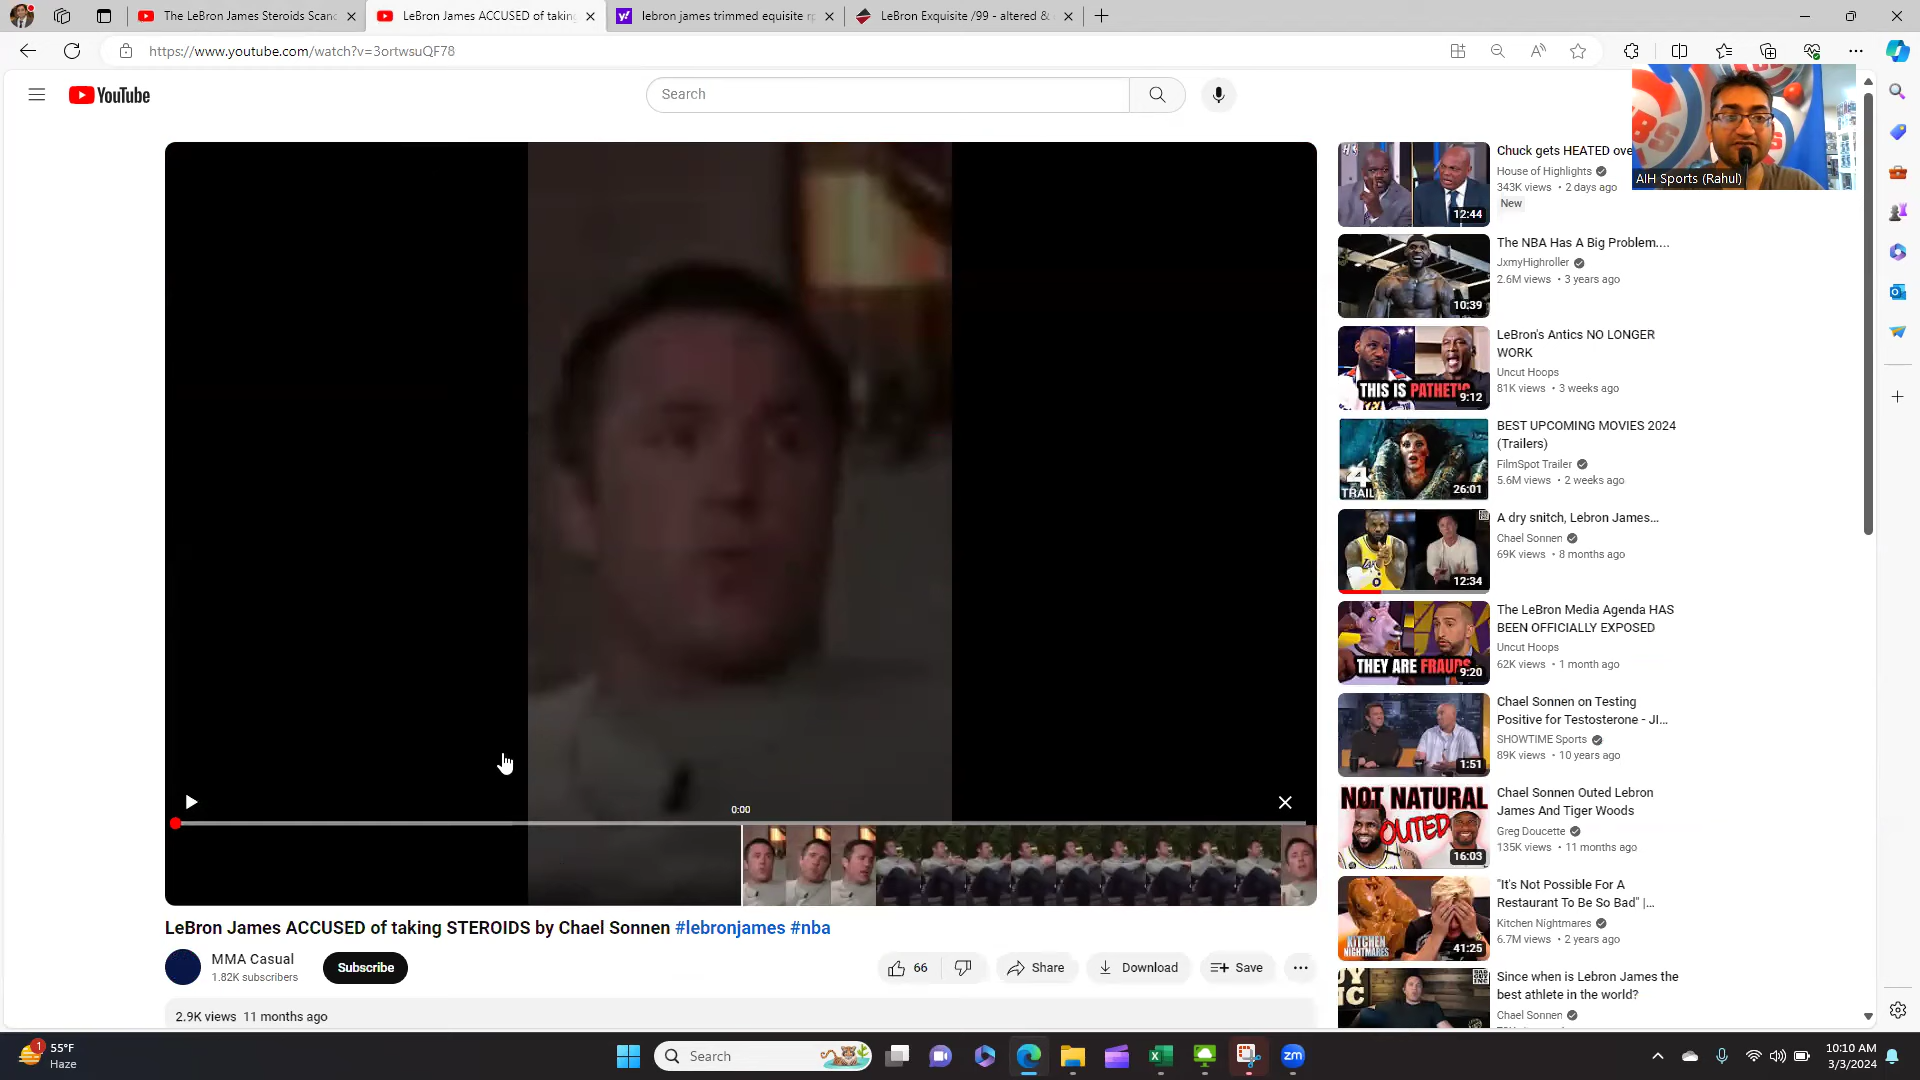 The LeBron James Steroids Scan
LeBron James ACCUSED of takin
lebron james trimmed equisite rp
LeBron Exquisite /99 - altered &
https://www.youtube.com/watch?v=3ortwsuQF78
YouTube
Search
AIH Sports (Rahul)
Chuck gets HEATED ove
House of Highlights
343K views • 2 days ago
New
12:44
The NBA Has A Big Problem....
JxmyHighroller
2.6M views • 3 years ago
10:39
LeBron's Antics NO LONGER
WORK
Uncut Hoops
81K views • 3 weeks ago
THIS IS PATHETIC
9:12
BEST UPCOMING MOVIES 2024
(Trailers)
FilmSpot Trailer
5.6M views • 2 weeks ago
4
TRAIL
26:01
A dry snitch, Lebron James...
Chael Sonnen
69K views • 8 months ago
12:34
The LeBron Media Agenda HAS
BEEN OFFICIALLY EXPOSED
Uncut Hoops
62K views • 1 month ago
THEY ARE FRAUDS
9:20
Chael Sonnen on Testing
Positive for Testosterone - JI...
SHOWTIME Sports
89K views • 10 years ago
1:51
Chael Sonnen Outed Lebron
James And Tiger Woods
Greg Doucette
135K views • 11 months ago
NOT NATURAL
OUTED
16:03
"It's Not Possible For A
Restaurant To Be So Bad" |...
Kitchen Nightmares
6.7M views • 2 years ago
KITCHEN
NIGHTMARES
41:25
Since when is Lebron James the
best athlete in the world?
Chael Sonnen
0:00
LeBron James ACCUSED of taking STEROIDS by Chael Sonnen #lebronjames #nba
MMA Casual
1.82K subscribers
Subscribe
66
Share
Download
Save
2.9K views 11 months ago
1
55°F
Haze
Search
zm
10:10 AM
3/3/2024